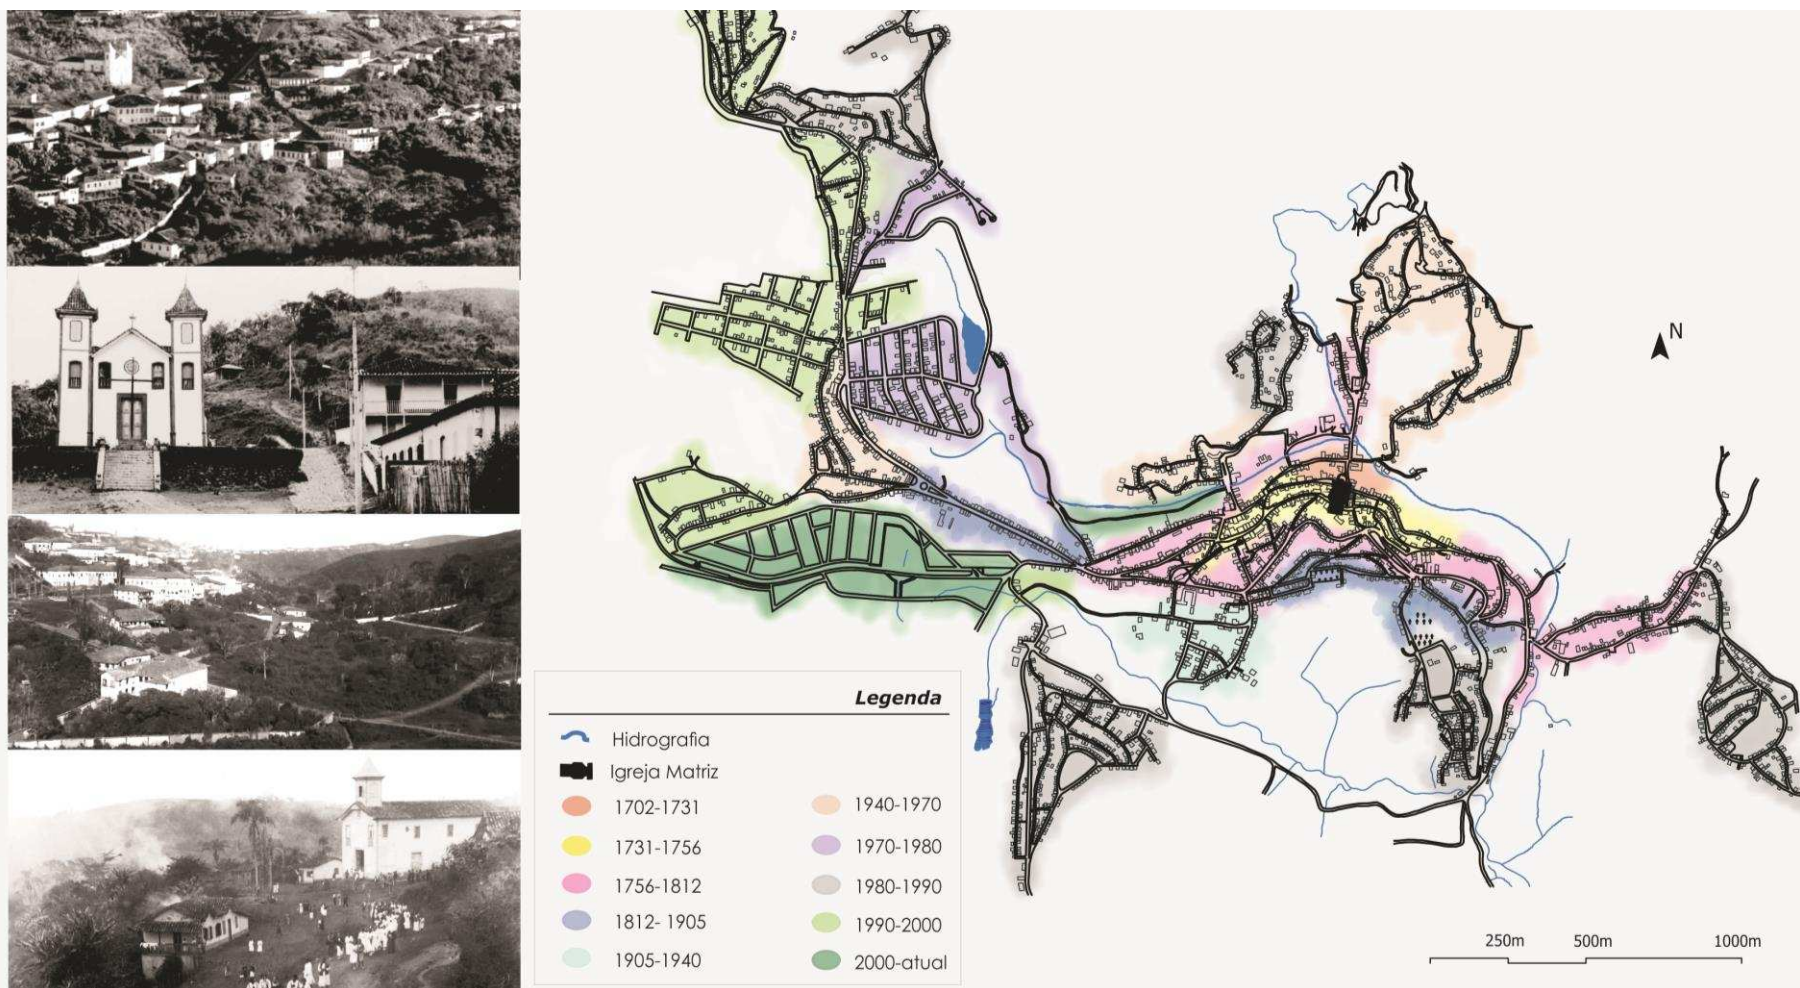 N
Legenda
Hidrografia
Igreja Matriz
1702-1731
1731-1756
1756-1812
1812- 1905
1905-1940
1940-1970
1970-1980
1980-1990
1990-2000
2000-atual
250m 500m 1000m